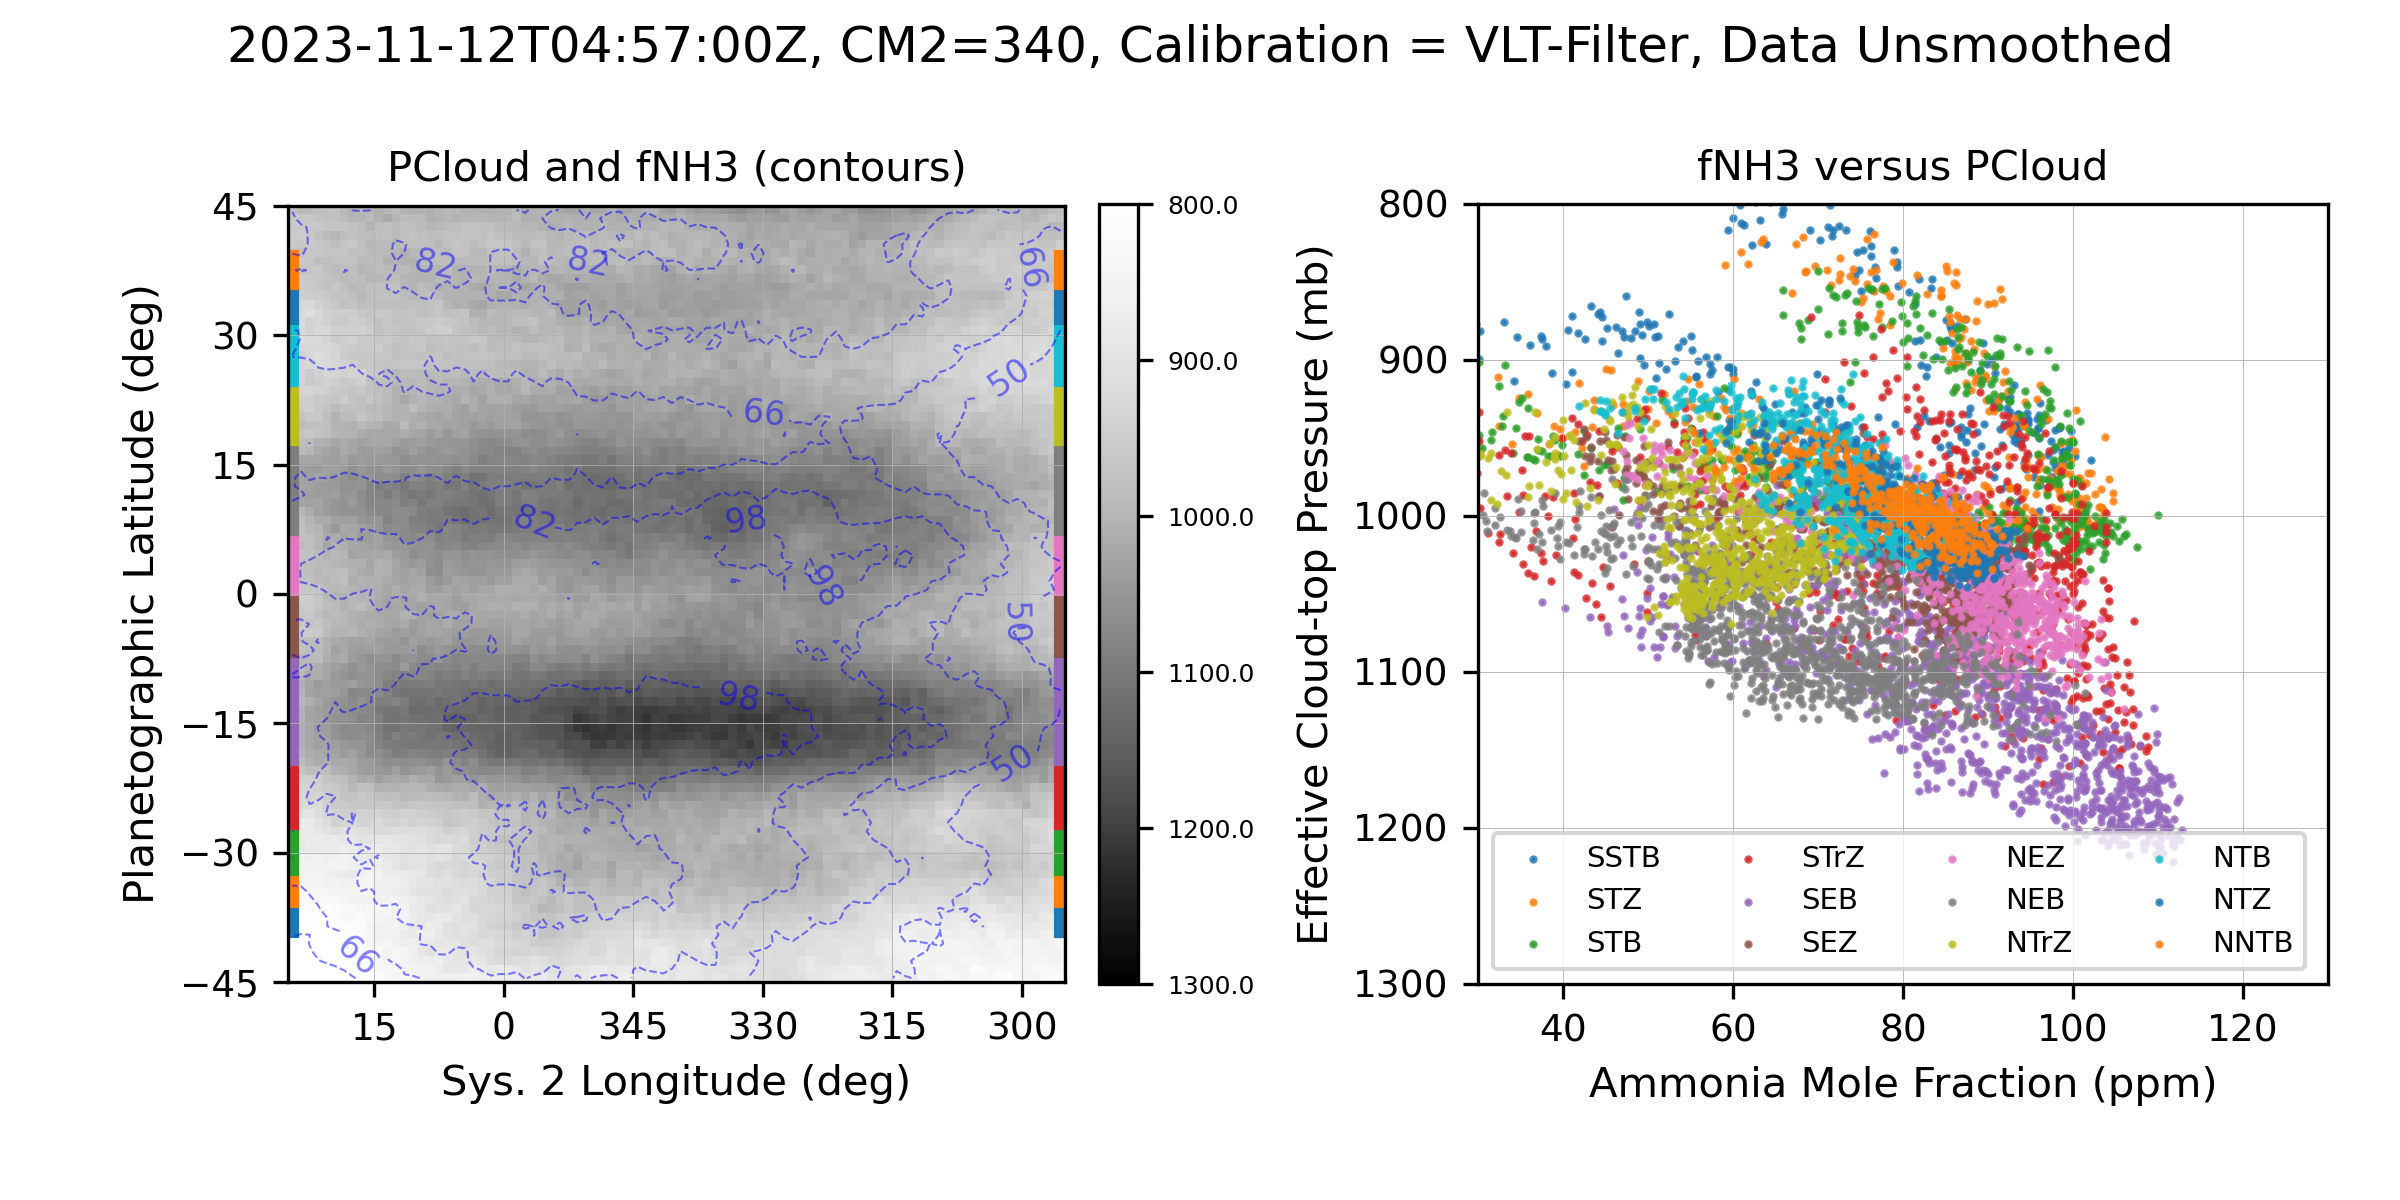 2023-11-12T04:57:00Z, CM2=340, Calibration = VLT-Filter, Data Unsmoothed
PCloud and fNH3 (contours)
45
30
15
0
−15
−30
−45
Planetographic Latitude (deg)
82
82
66
50
66
82
98
98
50
98
50
66
15
0
345
330
315
300
Sys. 2 Longitude (deg)
800.0
900.0
1000.0
1100.0
1200.0
1300.0
fNH3 versus PCloud
800
900
1000
1100
1200
1300
Effective Cloud-top Pressure (mb)
SSTB
STrZ
NEZ
NTB
STZ
SEB
NEB
NTZ
STB
SEZ
NTrZ
NNTB
40
60
80
100
120
Ammonia Mole Fraction (ppm)